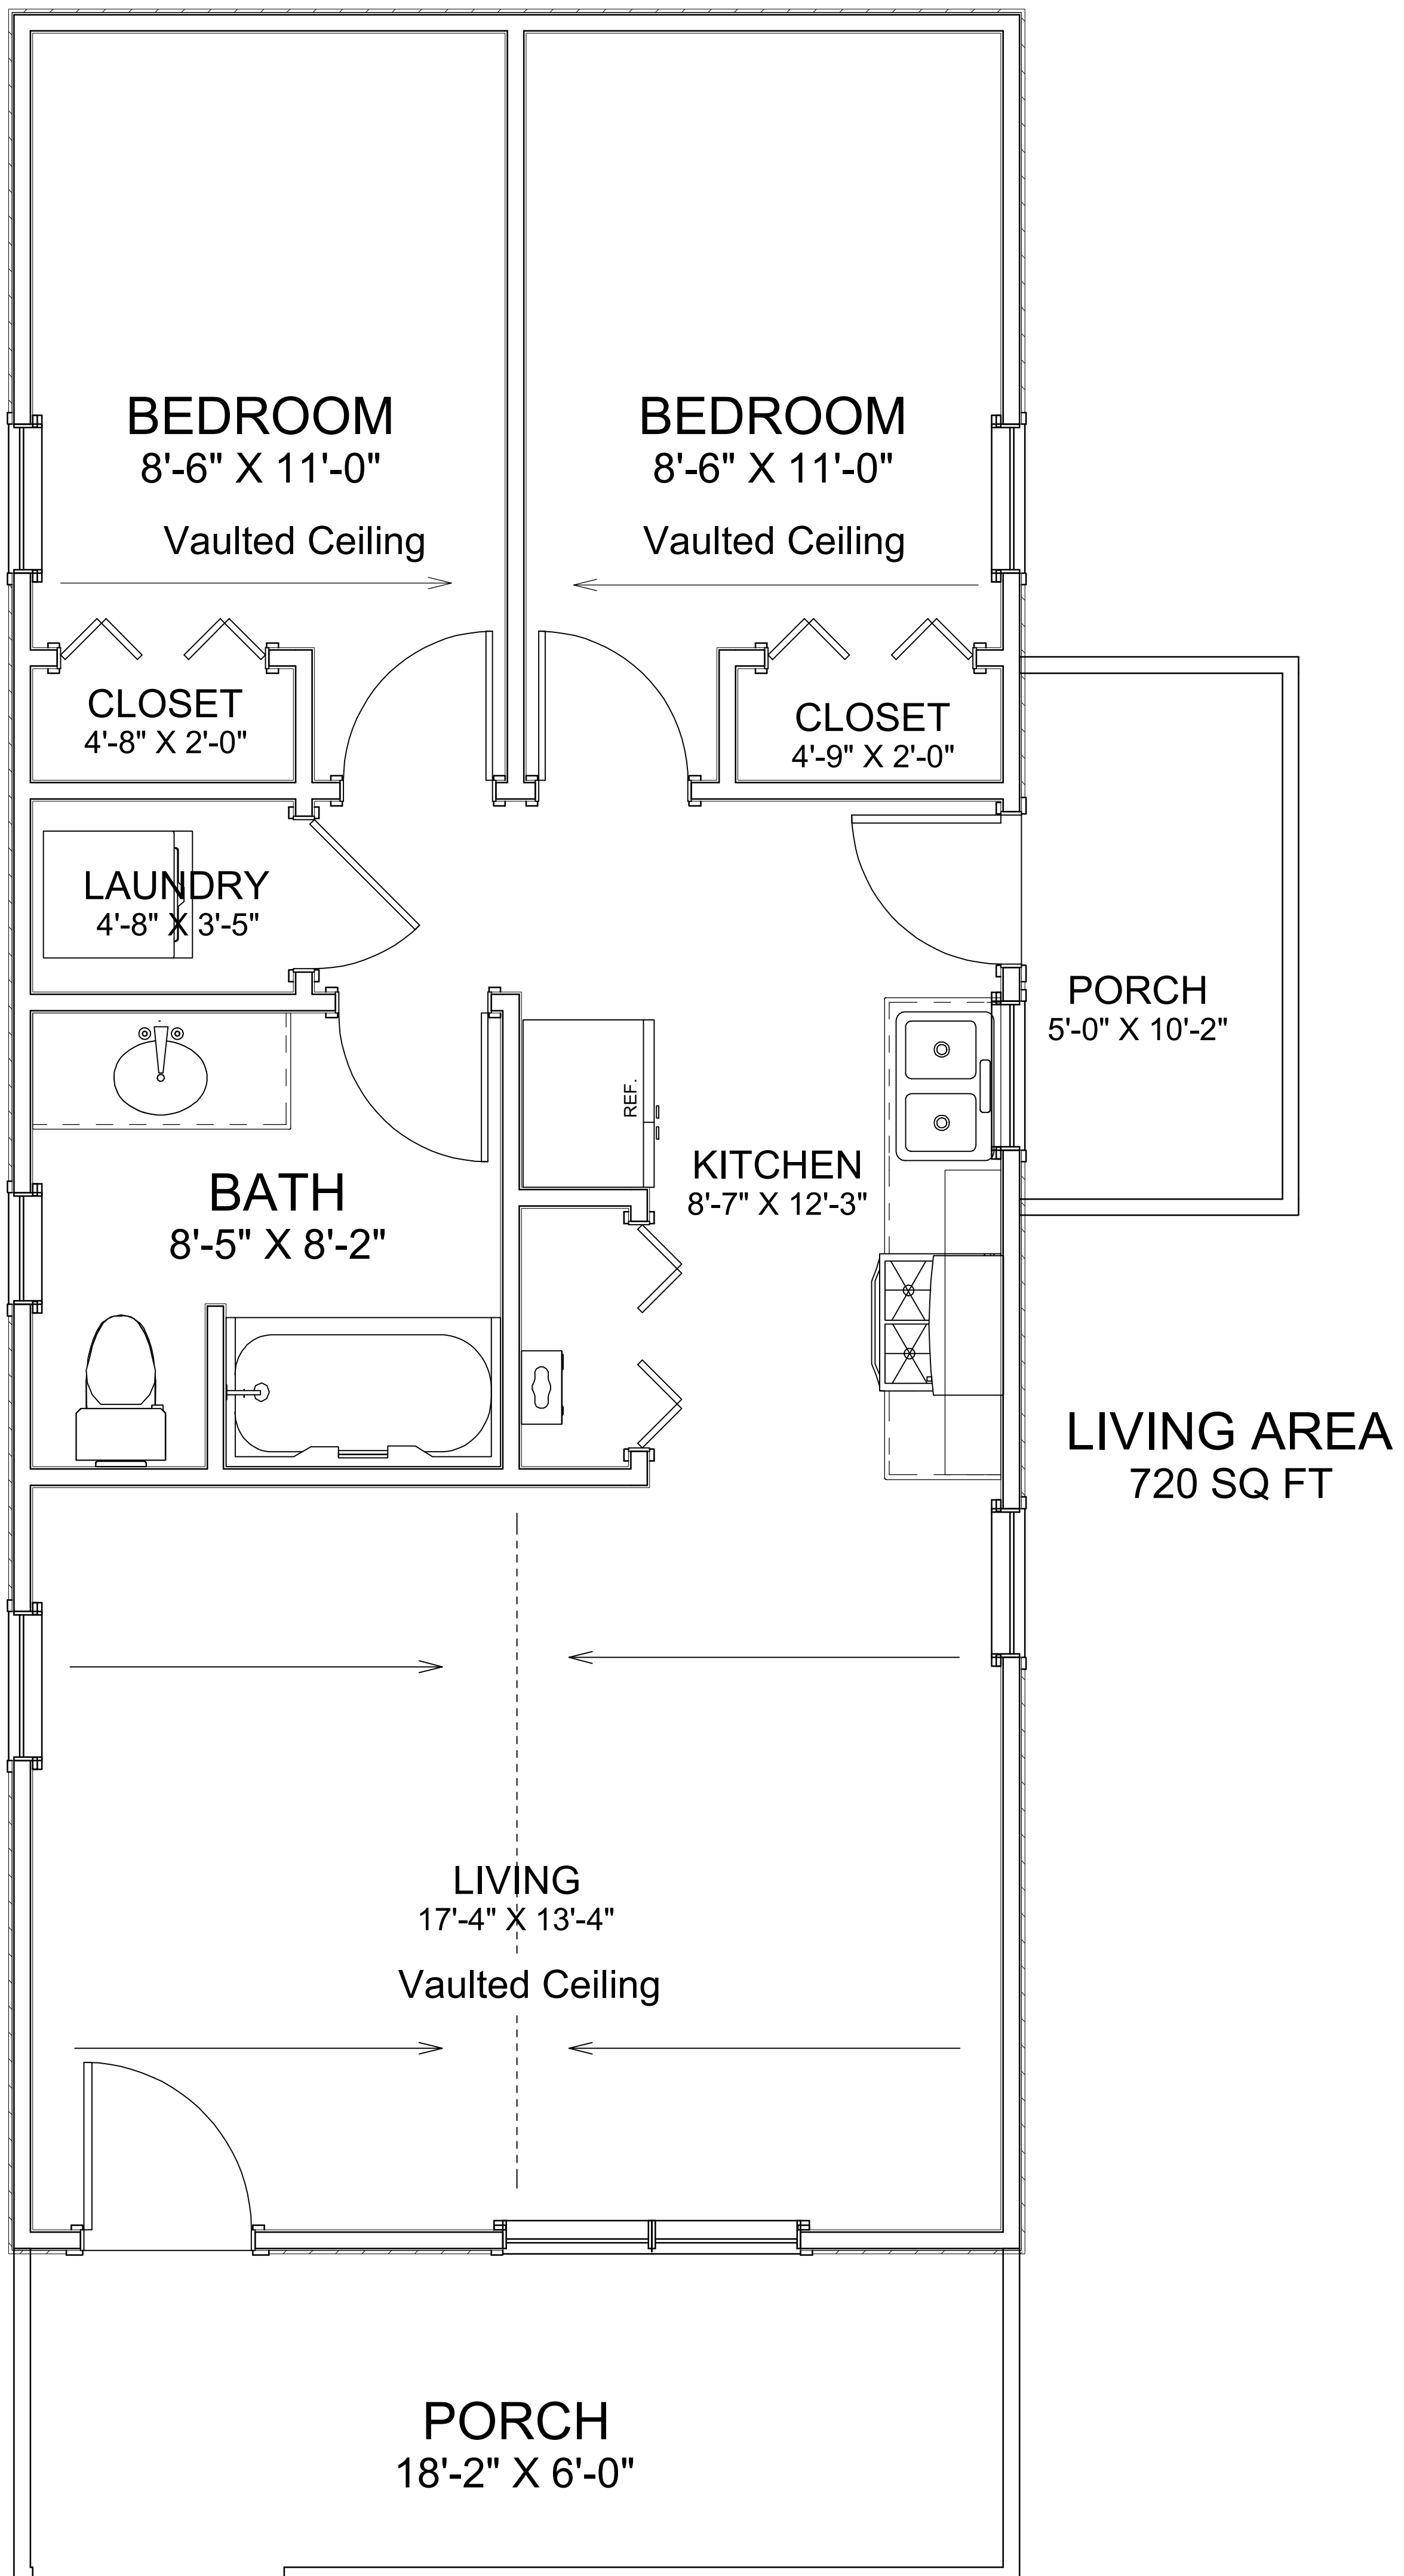 BEDROOM
8'-6" X 11'-0"
Vaulted Ceiling
BEDROOM
8'-6" X 11'-0"
Vaulted Ceiling
CLOSET
4'-8" X 2'-0"
CLOSET
4'-9" X 2'-0"
LAUNDRY
4'-8" X 3'-5"
PORCH
5'-0" X 10'-2"
REF.
KITCHEN
8'-7" X 12'-3"
BATH
8'-5" X 8'-2"
LIVING AREA
720 SQ FT
LIVING
17'-4" X 13'-4"
Vaulted Ceiling
PORCH
18'-2" X 6'-0"